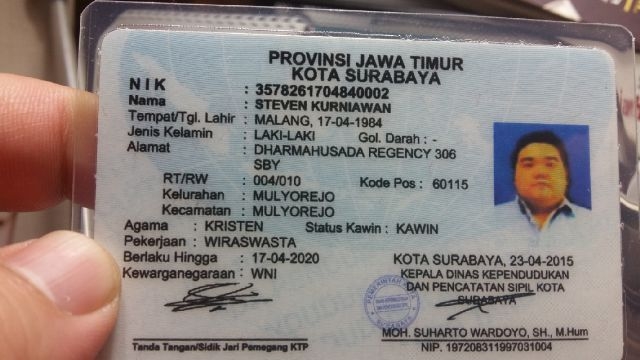 PROVINSI JAWA TIMUR
KOTA SURABAYA
NIK : 3578261704840002
Nama : STEVEN KURNIAWAN
Tempat/Tgl. Lahir : MALANG, 17-04-1984
Jenis Kelamin : LAKI-LAKI Gol. Darah : -
Alamat : DHARMAHUSADA REGENCY 306
SBY
RT/RW : 004/010 Kode Pos : 60115
Kelurahan : MULYOREJO
Kecamatan : MULYOREJO
Agama : KRISTEN Status Kawin : KAWIN
Pekerjaan : WIRASWASTA
Berlaku Hingga : 17-04-2020
Kewarganegaraan : WNI
KOTA SURABAYA, 23-04-2015
KEPALA DINAS KEPENDUDUKAN
DAN PENCATATAN SIPIL KOTA
SURABAYA
MOH. SUHARTO WARDOYO, SH., M.Hum
NIP. 197208311997031004
Tanda Tangan/Sidik Jari Pemegang KTP